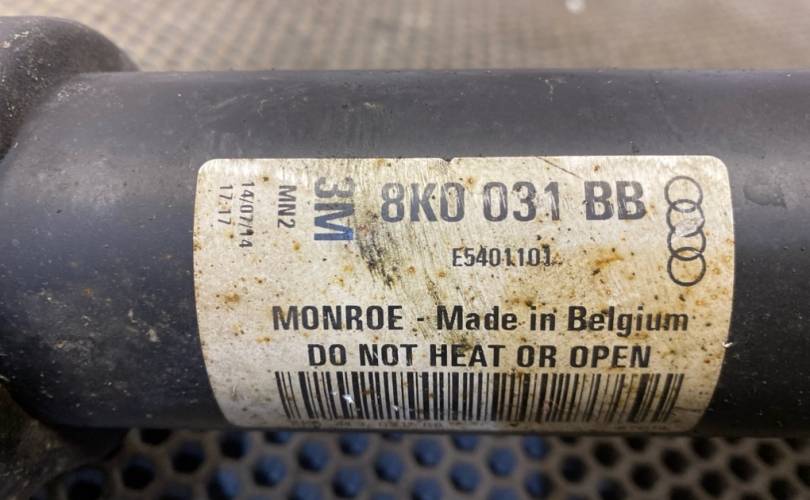 8K0 031 BB
E5401101
MONROE - Made in Belgium
DO NOT HEAT OR OPEN
3M
MN2
14/07/14
17:17